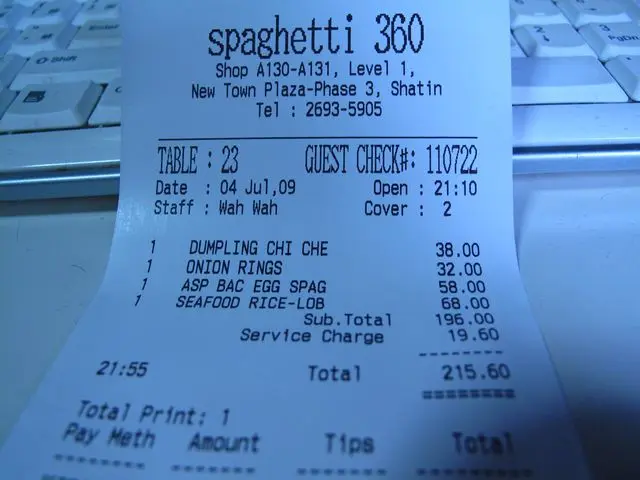 spaghetti 360
Shop A130-A131, Level 1,
New Town Plaza-Phase 3, Shatin
Tel : 2693-5905
TABLE : 23 GUEST CHECK#: 110722
Date : 04 Jul,09 Open : 21:10
Staff : Wah Wah Cover : 2
1 DUMPLING CHI CHE 38.00
1 ONION RINGS 32.00
1 ASP BAC EGG SPAG 58.00
1 SEAFOOD RICE-LOB 68.00
Sub.Total 196.00
Service Charge 19.60
21:55 Total 215.60
Total Print: 1
Pay Meth Amount Tips Total